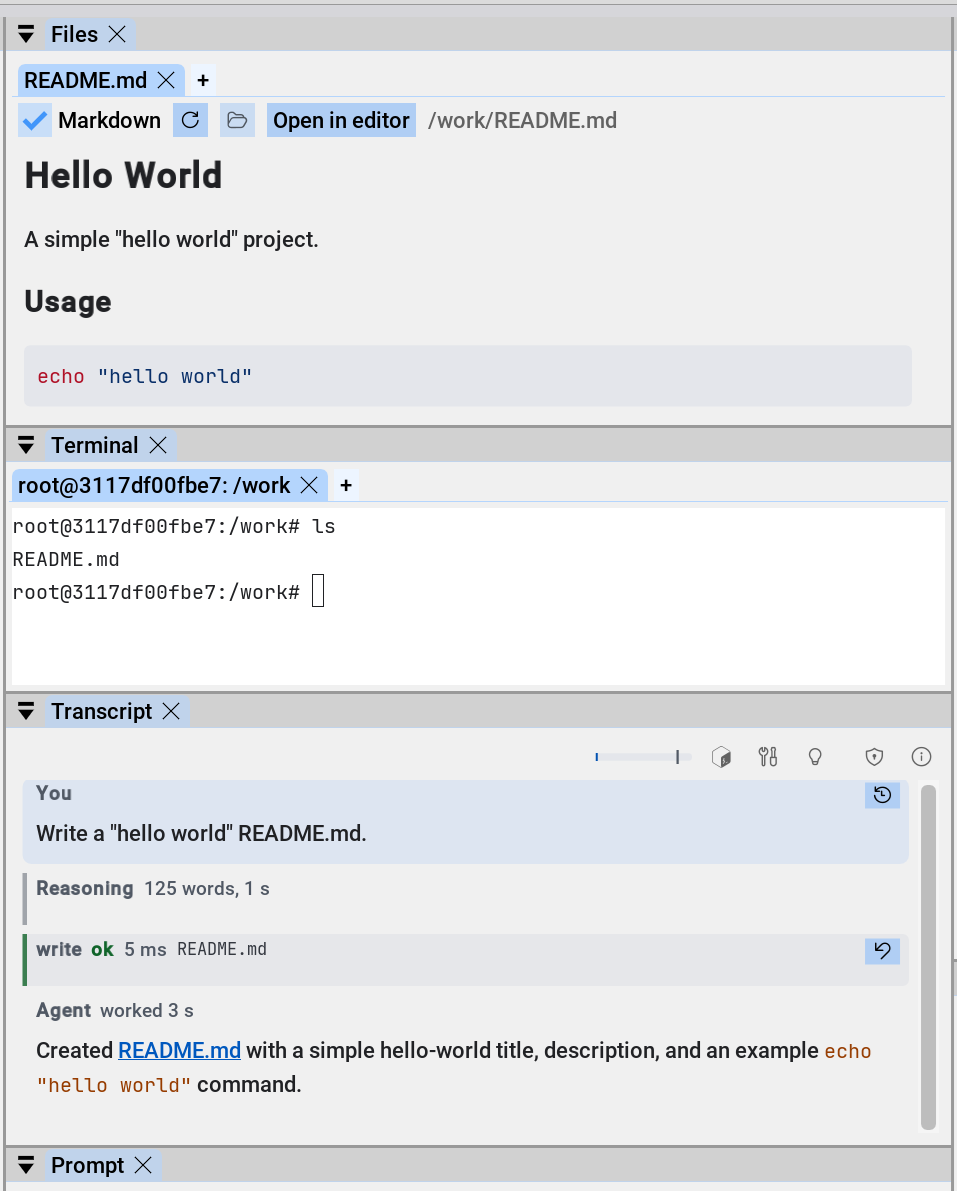 Files
README.md +
Markdown Open in editor /work/README.md
Hello World
A simple "hello world" project.
Usage
echo "hello world"
Terminal
root@3117df00fbe7: /work +
root@3117df00fbe7:/work# ls
README.md
root@3117df00fbe7:/work#
Transcript
You
Write a "hello world" README.md.
Reasoning 125 words, 1 s
write ok 5 ms README.md
Agent worked 3 s
Created README.md with a simple hello-world title, description, and an example echo
"hello world" command.
Prompt